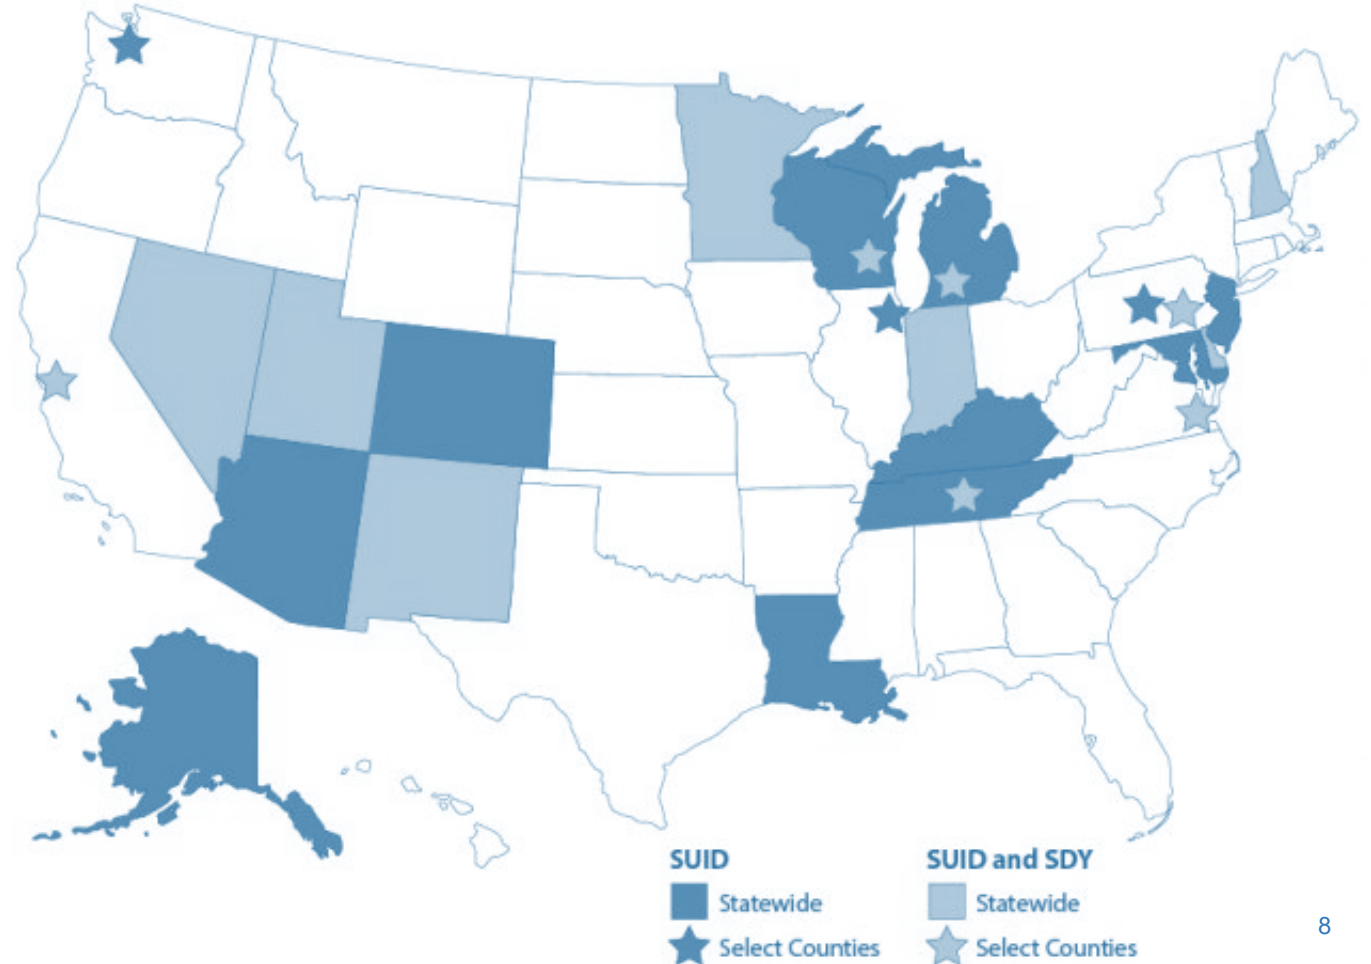 SUID
Statewide
Select Counties
SUID and SDY
Statewide
Select Counties
8